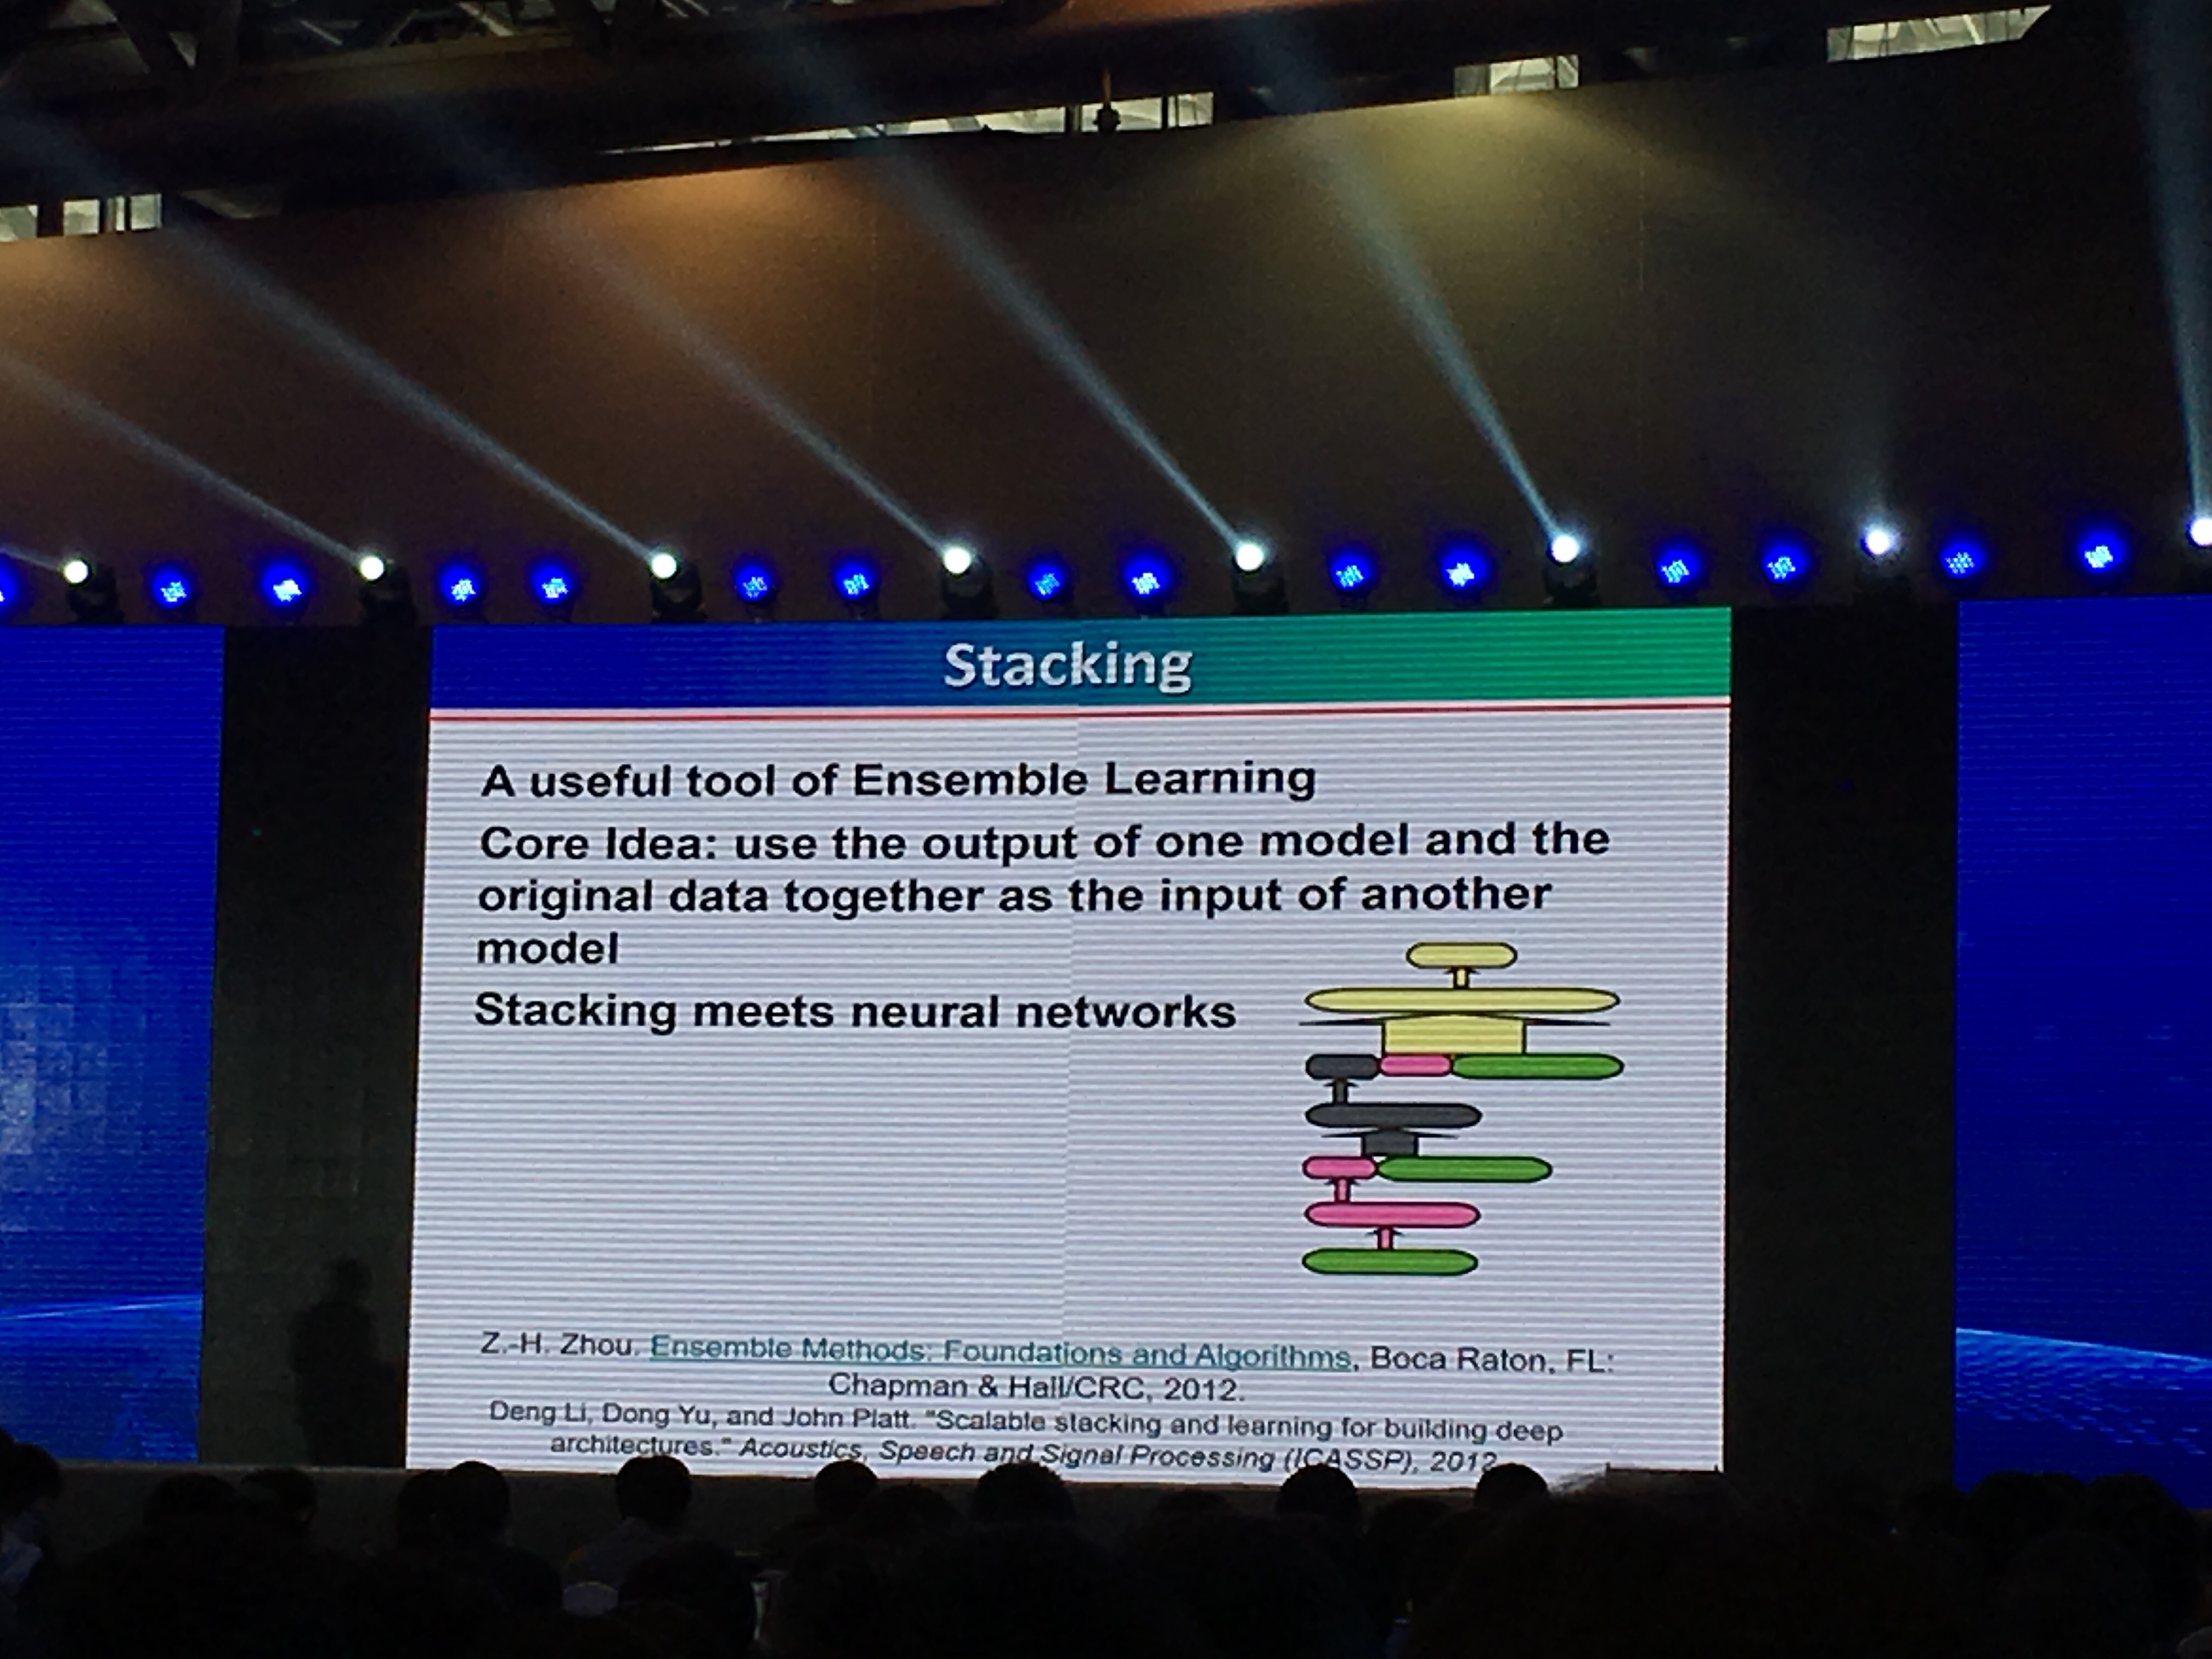 Stacking
A useful tool of Ensemble Learning
Core Idea: use the output of one model and the
original data together as the input of another
model
Stacking meets neural networks
Z.-H. Zhou. Ensemble Methods: Foundations and Algorithms, Boca Raton, FL:
Chapman & Hall/CRC, 2012.
Deng Li, Dong Yu, and John Platt. "Scalable stacking and learning for building deep
architectures." Acoustics, Speech and Signal Processing (ICASSP), 2012